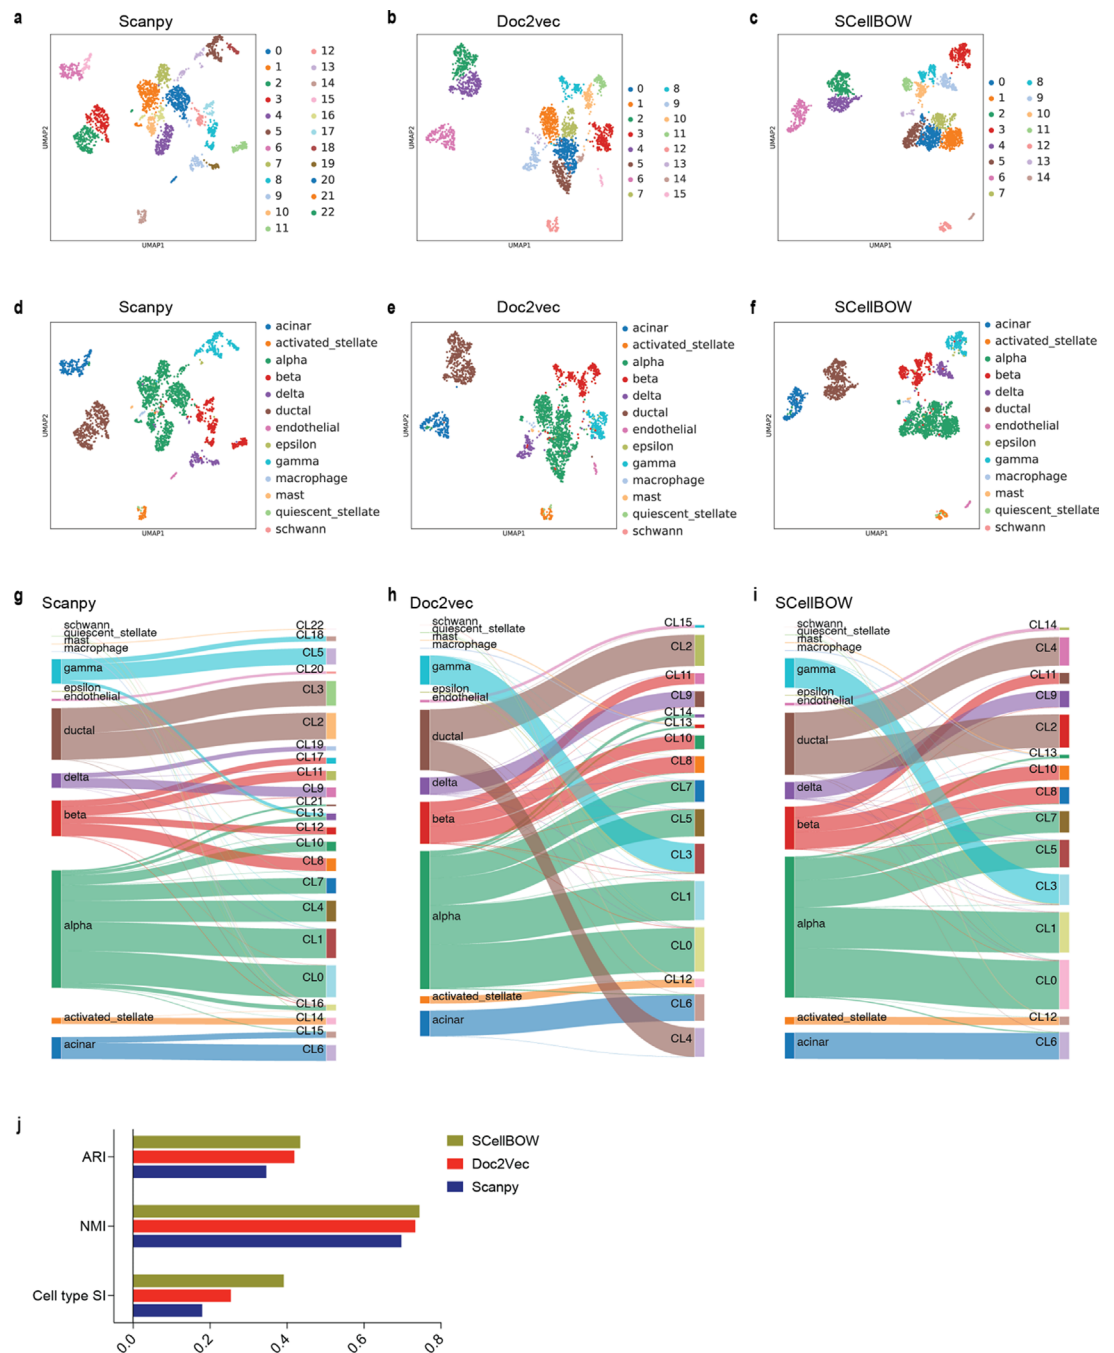 a
Scanpy
UMAP2
UMAP1
0
1
2
3
4
5
6
7
8
9
10
11
12
13
14
15
16
17
18
19
20
21
22
b
Doc2vec
UMAP1
0
1
2
3
4
5
6
7
8
9
10
11
12
13
14
15
c
SCellBOW
UMAP2
UMAP1
0
1
2
3
4
5
6
7
8
9
10
11
12
13
14
d
Scanpy
UMAP2
UMAP1
acinar
activated_stellate
alpha
beta
delta
ductal
endothelial
epsilon
gamma
macrophage
mast
quiescent_stellate
schwann
e
Doc2vec
UMAP2
UMAP1
acinar
activated_stellate
alpha
beta
delta
ductal
endothelial
epsilon
gamma
macrophage
mast
quiescent_stellate
schwann
f
SCellBOW
UMAP2
UMAP1
acinar
activated_stellate
alpha
beta
delta
ductal
endothelial
epsilon
gamma
macrophage
mast
quiescent_stellate
schwann
g
Scanpy
schwann
quiescent_stellate
mast
macrophage
gamma
epsilon
endothelial
ductal
delta
beta
alpha
activated_stellate
acinar
CL22
CL18
CL5
CL20
CL3
CL2
CL19
CL17
CL11
CL9
CL21
CL13
CL12
CL10
CL8
CL7
CL4
CL1
CL0
CL16
CL14
CL15
CL6
h
Doc2vec
schwann
quiescent_stellate
mast
macrophage
gamma
epsilon
endothelial
ductal
delta
beta
alpha
activated_stellate
acinar
CL15
CL2
CL11
CL9
CL14
CL13
CL10
CL8
CL7
CL5
CL3
CL1
CL0
CL12
CL6
CL4
i
SCellBOW
schwann
quiescent_stellate
mast
macrophage
gamma
epsilon
endothelial
ductal
delta
beta
alpha
activated_stellate
acinar
CL14
CL4
CL11
CL9
CL2
CL13
CL10
CL8
CL7
CL5
CL3
CL1
CL0
CL12
CL6
j
ARI
NMI
Cell type SI
0.0
0.2
0.4
0.6
0.8
SCellBOW
Doc2Vec
Scanpy